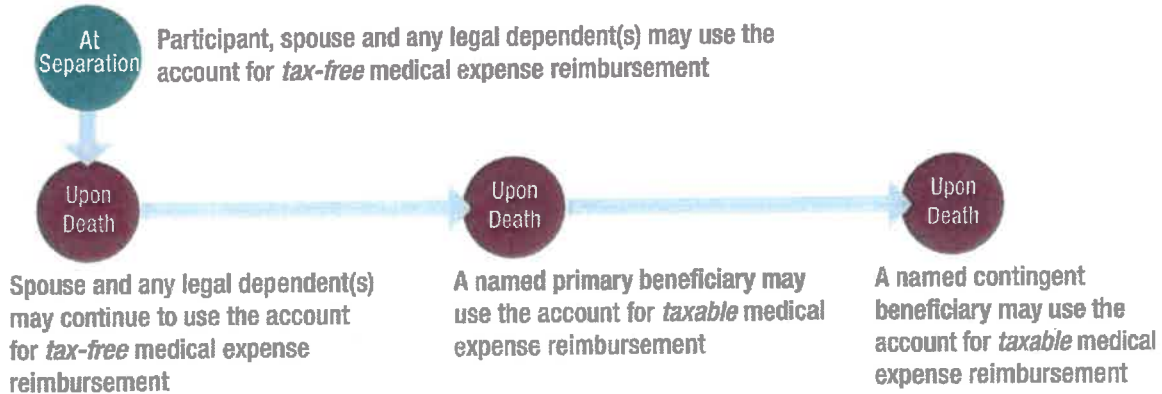 At
Separation
Participant, spouse and any legal dependent(s) may use the
account for tax-free medical expense reimbursement
Upon
Death
Spouse and any legal dependent(s)
may continue to use the account
for tax-free medical expense
reimbursement
Upon
Death
A named primary beneficiary may
use the account for taxable medical
expense reimbursement
Upon
Death
A named contingent
beneficiary may use the
account for taxable medical
expense reimbursement